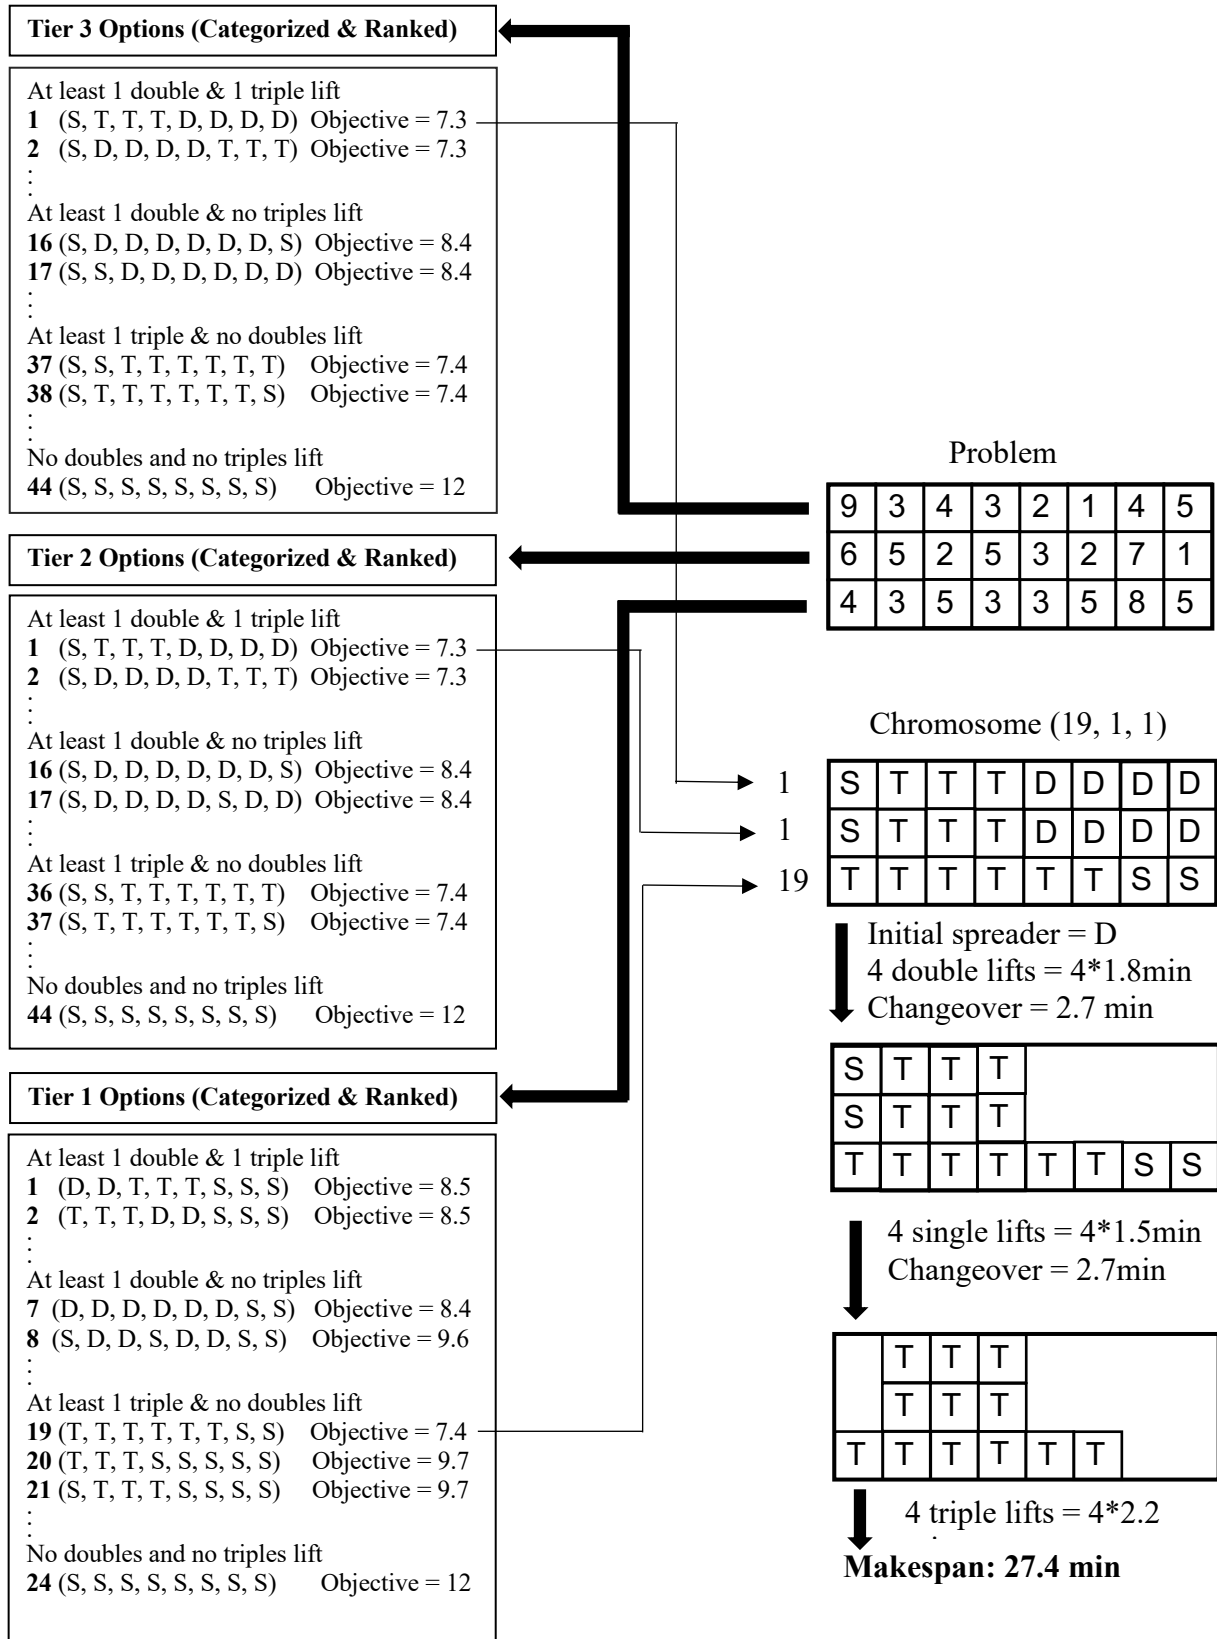 Tier 3 Options (Categorized & Ranked)
At least 1 double & 1 triple lift
1 (S, T, T, T, D, D, D, D) Objective = 7.3
2 (S, D, D, D, D, T, T, T) Objective = 7.3
:
At least 1 double & no triples lift
16 (S, D, D, D, D, D, D, S) Objective = 8.4
17 (S, S, D, D, D, D, D, D) Objective = 8.4
:
At least 1 triple & no doubles lift
37 (S, S, T, T, T, T, T, T) Objective = 7.4
38 (S, T, T, T, T, T, T, S) Objective = 7.4
:
No doubles and no triples lift
44 (S, S, S, S, S, S, S, S) Objective = 12
Tier 2 Options (Categorized & Ranked)
At least 1 double & 1 triple lift
1 (S, T, T, T, D, D, D, D) Objective = 7.3
2 (S, D, D, D, D, T, T, T) Objective = 7.3
:
At least 1 double & no triples lift
16 (S, D, D, D, D, D, D, S) Objective = 8.4
17 (S, D, D, D, D, S, D, D) Objective = 8.4
:
At least 1 triple & no doubles lift
36 (S, S, T, T, T, T, T, T) Objective = 7.4
37 (S, T, T, T, T, T, T, S) Objective = 7.4
:
No doubles and no triples lift
44 (S, S, S, S, S, S, S, S) Objective = 12
Tier 1 Options (Categorized & Ranked)
At least 1 double & 1 triple lift
1 (D, D, T, T, T, S, S, S) Objective = 8.5
2 (T, T, T, D, D, S, S, S) Objective = 8.5
:
At least 1 double & no triples lift
7 (D, D, D, D, D, D, S, S) Objective = 8.4
8 (S, D, D, S, D, D, S, S) Objective = 9.6
:
At least 1 triple & no doubles lift
19 (T, T, T, T, T, T, S, S) Objective = 7.4
20 (T, T, T, S, S, S, S, S) Objective = 9.7
21 (S, T, T, T, S, S, S, S) Objective = 9.7
:
No doubles and no triples lift
24 (S, S, S, S, S, S, S, S) Objective = 12
Problem
9 3 4 3 2 1 4 5
6 5 2 5 3 2 7 1
4 3 5 3 3 5 8 5
Chromosome (19, 1, 1)
1 S T T T D D D D
1 S T T T D D D D
19 T T T T T T S S
Initial spreader = D
4 double lifts = 4*1.8min
Changeover = 2.7 min
S T T T
S T T T
T T T T T T S S
4 single lifts = 4*1.5min
Changeover = 2.7min
T T T
T T T
T T T T T T
4 triple lifts = 4*2.2
Makespan: 27.4 min